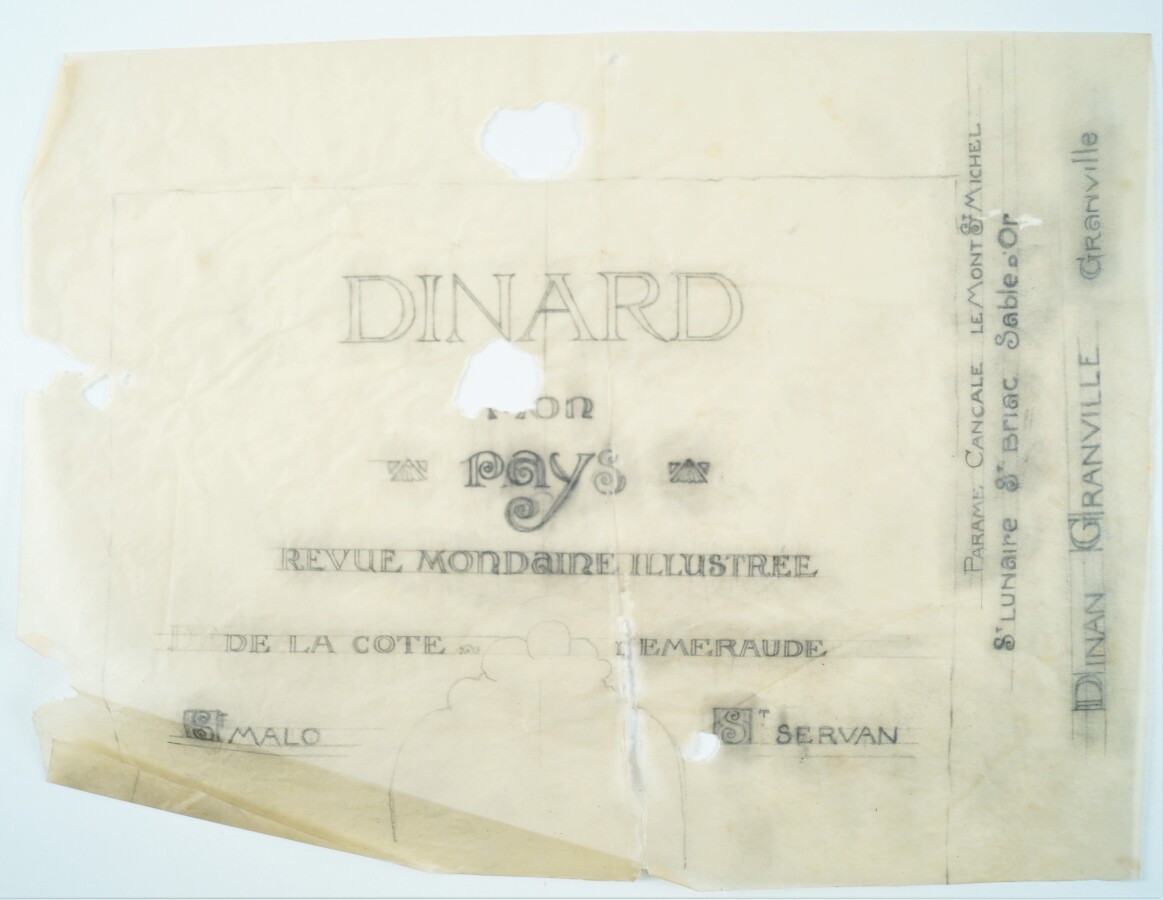 DINARD
Mon
PayS
REVUE MONDAINE ILLUSTRÉE
DE LA COTE D'EMERAUDE
St MALO
St SERVAN
PARAMÉ CANCALE LE MONT St MICHEL
St LUNAIRE St BRIAC Sable d'Or
DINAN GRANVILLE GRANVille